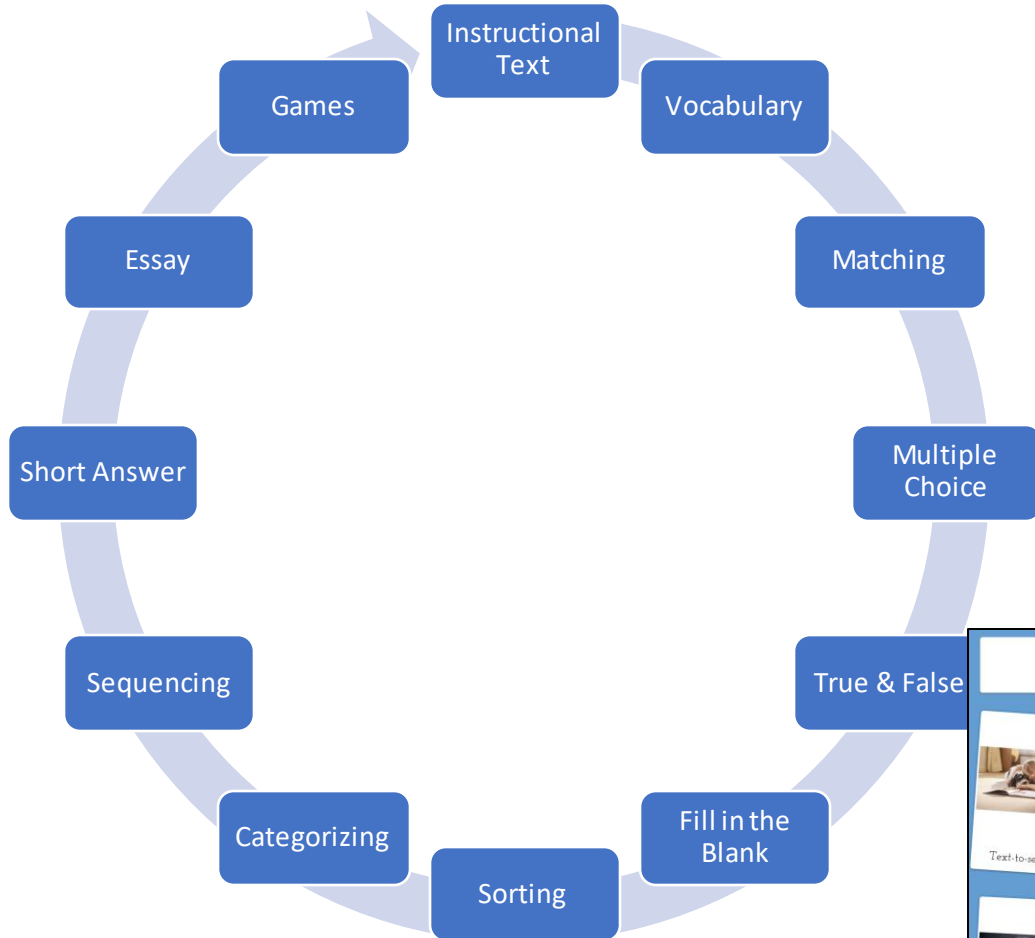 Instructional
Text
Vocabulary
Matching
Multiple
Choice
True & False
Fill in the
Blank
Sorting
Categorizing
Sequencing
Short Answer
Essay
Games